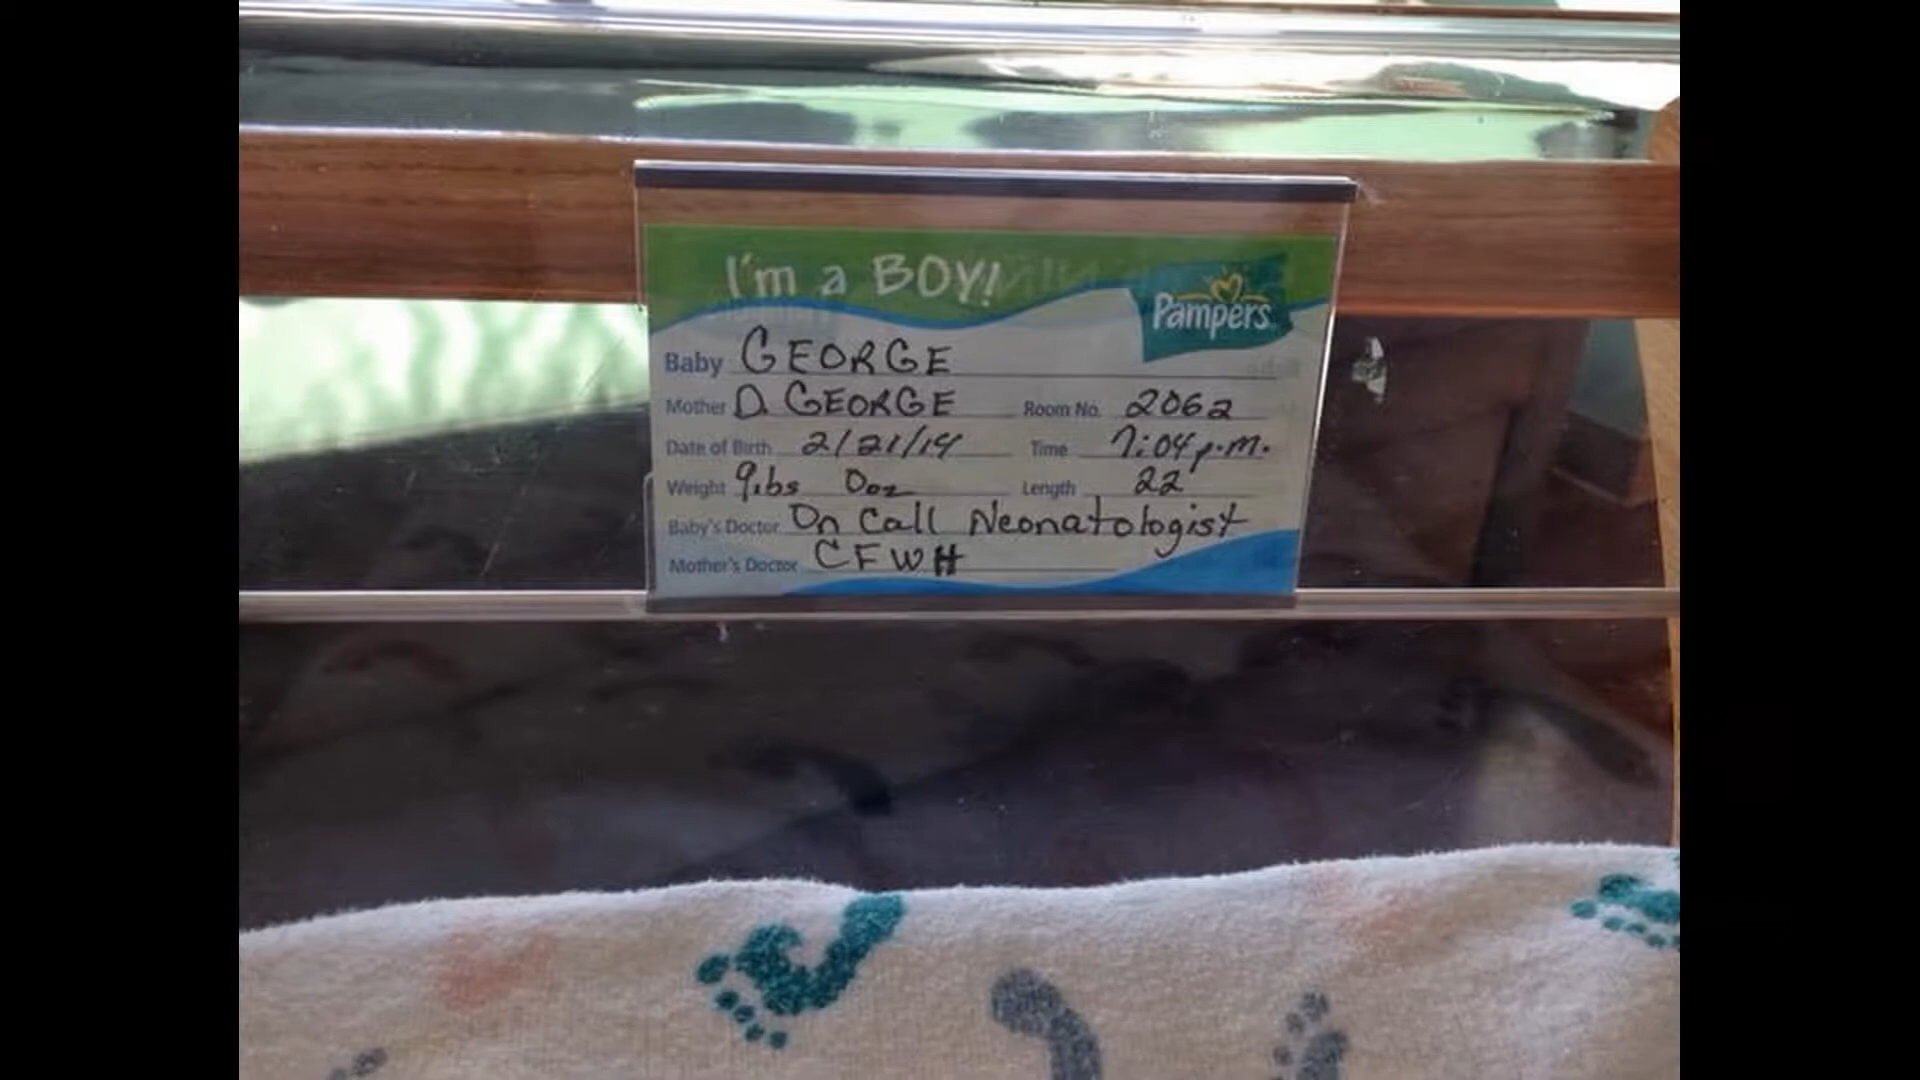 I'm a BOY!
Pampers
Baby GEORGE
Mother D. GEORGE Room No. 2062
Date of Birth 2/21/14 Time 7:04 p.m.
Weight 9lbs 0oz Length 22
Baby's Doctor On Call Neonatologist
Mother's Doctor CFWH